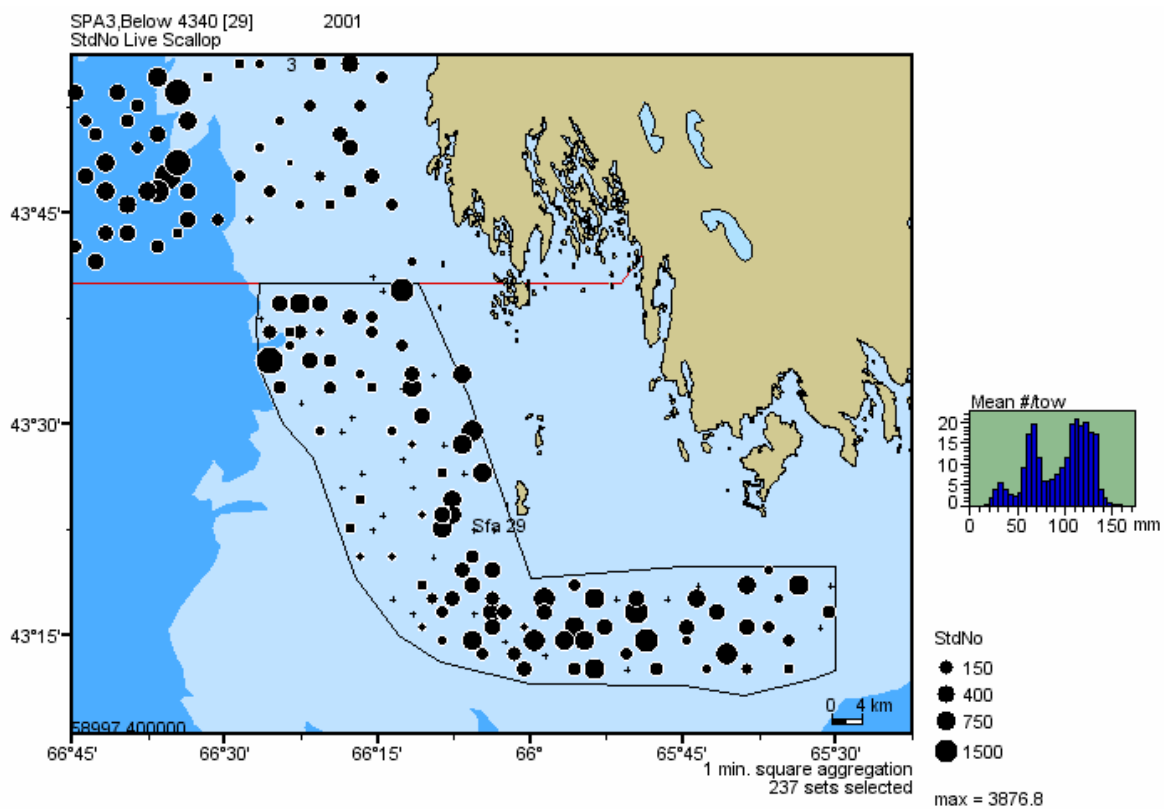 SPA3,Below 4340 [29] 2001
StdNo Live Scallop
3
43°45'
43°30'
43°15'
Sfa 29
58997.400000
0 4 km
66°45' 66°30' 66°15' 66° 65°45' 65°30'
1 min. square aggregation
237 sets selected
Mean #/tow
20
15
10
5
0
0 50 100 150 mm
StdNo
150
400
750
1500
max = 3876.8